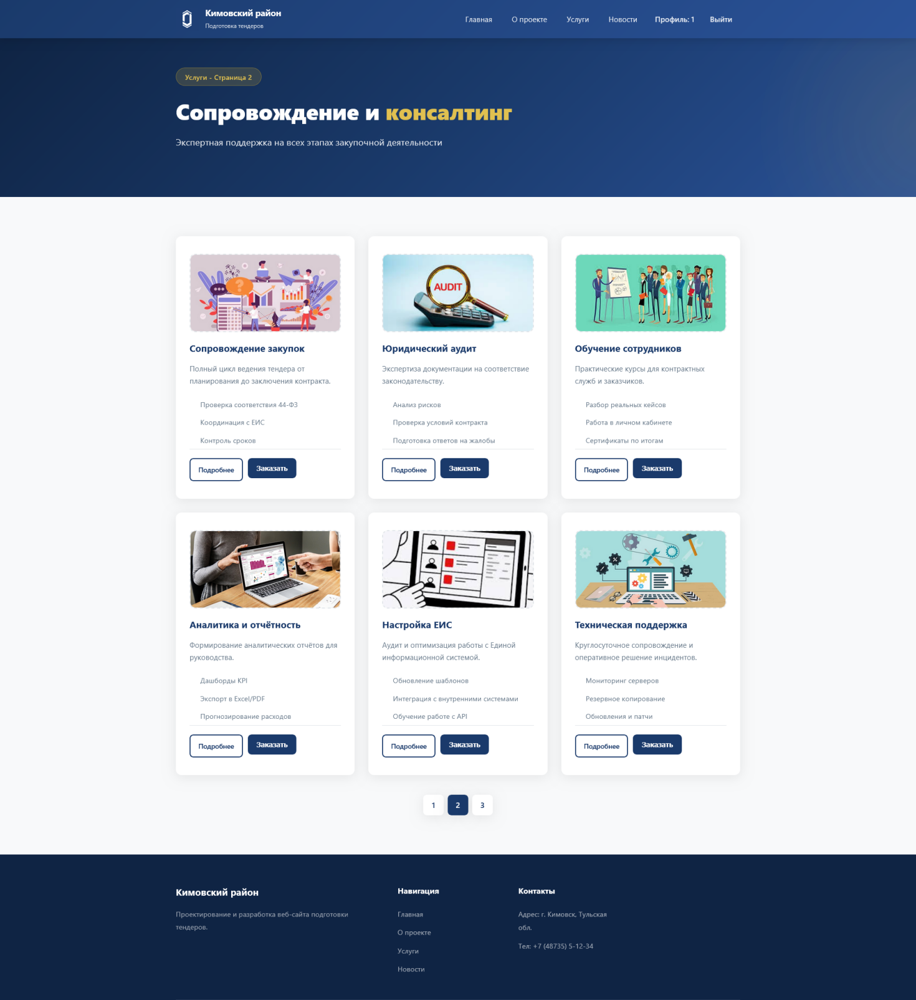 Кимовский район
Подготовка тендеров
Главная
О проекте
Услуги
Новости
Профиль: 1
Выйти
Услуги - Страница 2
Сопровождение и консалтинг
Экспертная поддержка на всех этапах закупочной деятельности
Сопровождение закупок
Полный цикл ведения тендера от
планирования до заключения контракта.
Проверка соответствия 44-ФЗ
Координация с ЕИС
Контроль сроков
Подробнее
Заказать
AUDIT
Юридический аудит
Экспертиза документации на соответствие
законодательству.
Анализ рисков
Проверка условий контракта
Подготовка ответов на жалобы
Подробнее
Заказать
Обучение сотрудников
Практические курсы для контрактных
служб и заказчиков.
Разбор реальных кейсов
Работа в личном кабинете
Сертификаты по итогам
Подробнее
Заказать
Аналитика и отчётность
Формирование аналитических отчётов для
руководства.
Дашборды KPI
Экспорт в Excel/PDF
Прогнозирование расходов
Подробнее
Заказать
Настройка ЕИС
Аудит и оптимизация работы с Единой
информационной системой.
Обновление шаблонов
Интеграция с внутренними системами
Обучение работе с API
Подробнее
Заказать
Техническая поддержка
Круглосуточное сопровождение и
оперативное решение инцидентов.
Мониторинг серверов
Резервное копирование
Обновления и патчи
Подробнее
Заказать
1
2
3
Кимовский район
Проектирование и разработка веб-сайта подготовки
тендеров.
Навигация
Главная
О проекте
Услуги
Новости
Контакты
Адрес: г. Кимовск, Тульская
обл.
Тел: +7 (48735) 5-12-34